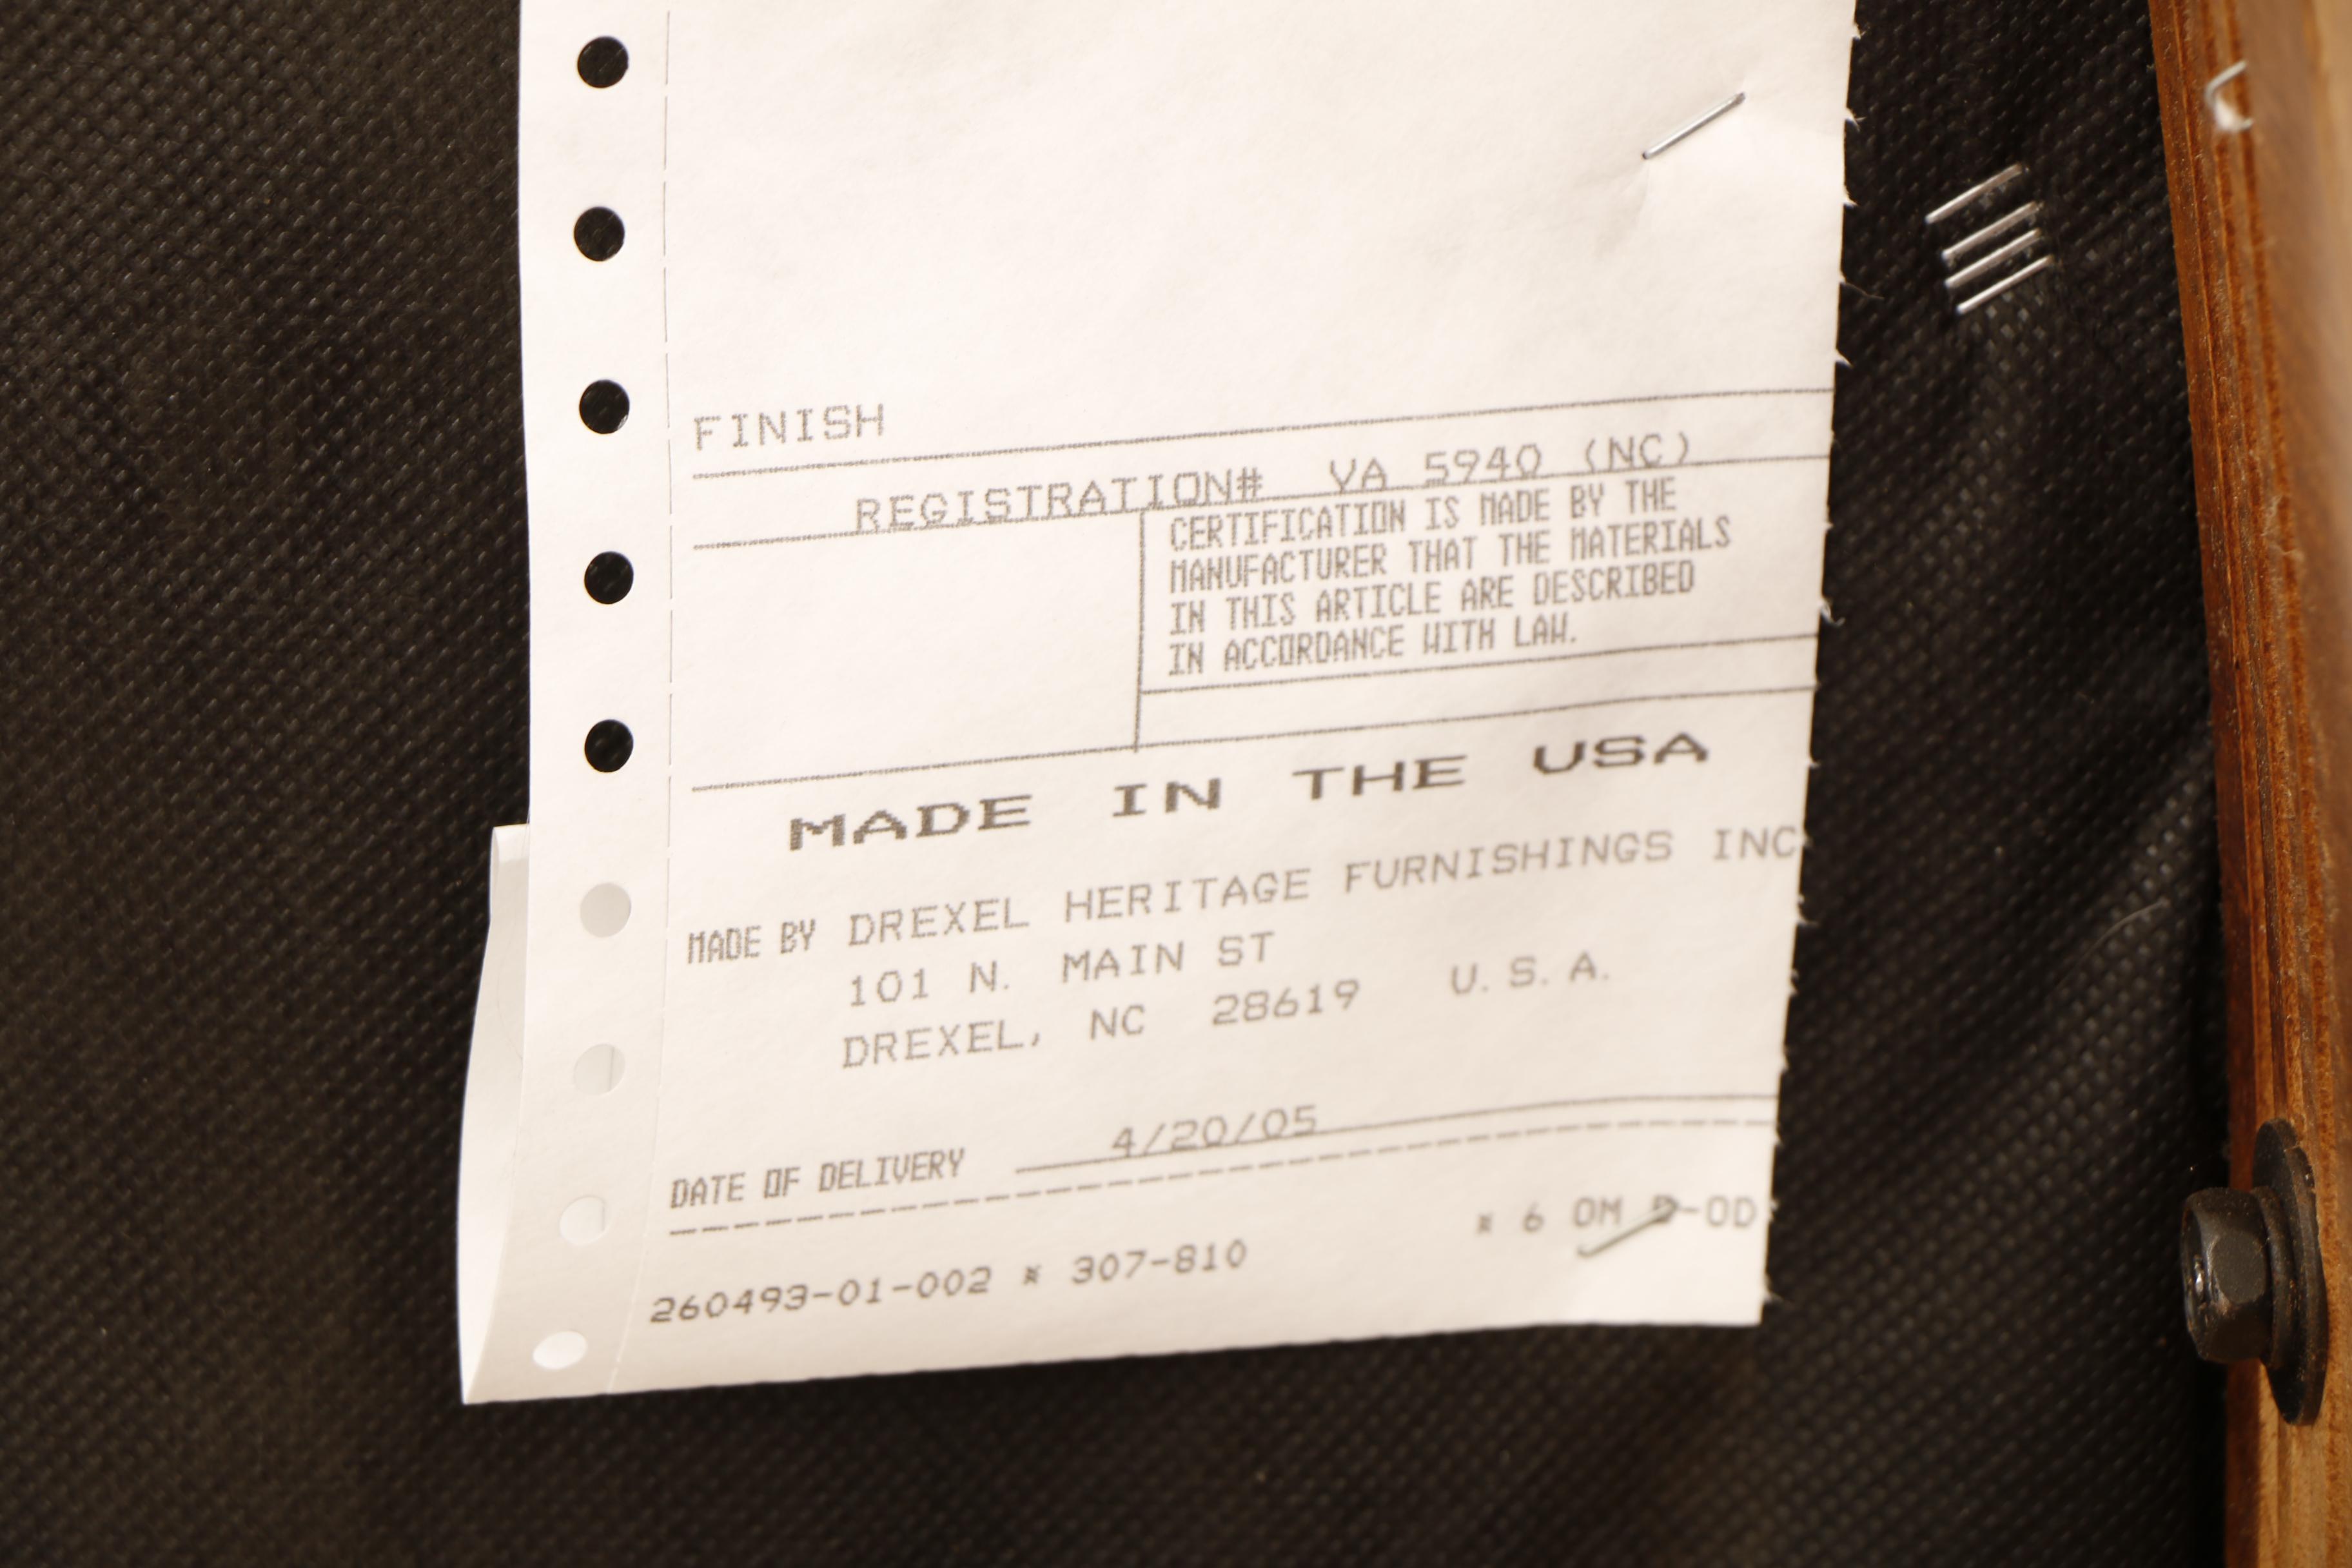 FINISH
REGISTRATION# VA 5940 (NC)
CERTIFICATION IS MADE BY THE
MANUFACTURER THAT THE MATERIALS
IN THIS ARTICLE ARE DESCRIBED
IN ACCORDANCE WITH LAW.
MADE IN THE USA
MADE BY DREXEL HERITAGE FURNISHINGS INC
101 N. MAIN ST
DREXEL, NC 28619 U.S.A.
DATE OF DELIVERY 4/20/05
260493-01-002 * 307-810 * 6 OM D-OD